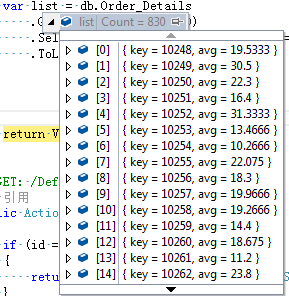 var list = db.Order_Details
list Count = 830
.G )
.Se
.ToL
[0] { key = 10248, avg = 19.5333 }
[1] { key = 10249, avg = 30.5 }
[2] { key = 10250, avg = 22.3 }
[3] { key = 10251, avg = 16.4 }
[4] { key = 10252, avg = 31.3333 }
return V [5] { key = 10253, avg = 13.4666 }
[6] { key = 10254, avg = 10.2666 }
[7] { key = 10255, avg = 22.075 }
GET: /Def [8] { key = 10256, avg = 18.3 }
引用 [9] { key = 10257, avg = 19.9666 }
lic Action [10] { key = 10258, avg = 19.2666 }
[11] { key = 10259, avg = 14.4 }
if (id = [12] { key = 10260, avg = 18.675 }
{ [13] { key = 10261, avg = 11.2 }
retu [14] { key = 10262, avg = 23.8 } S